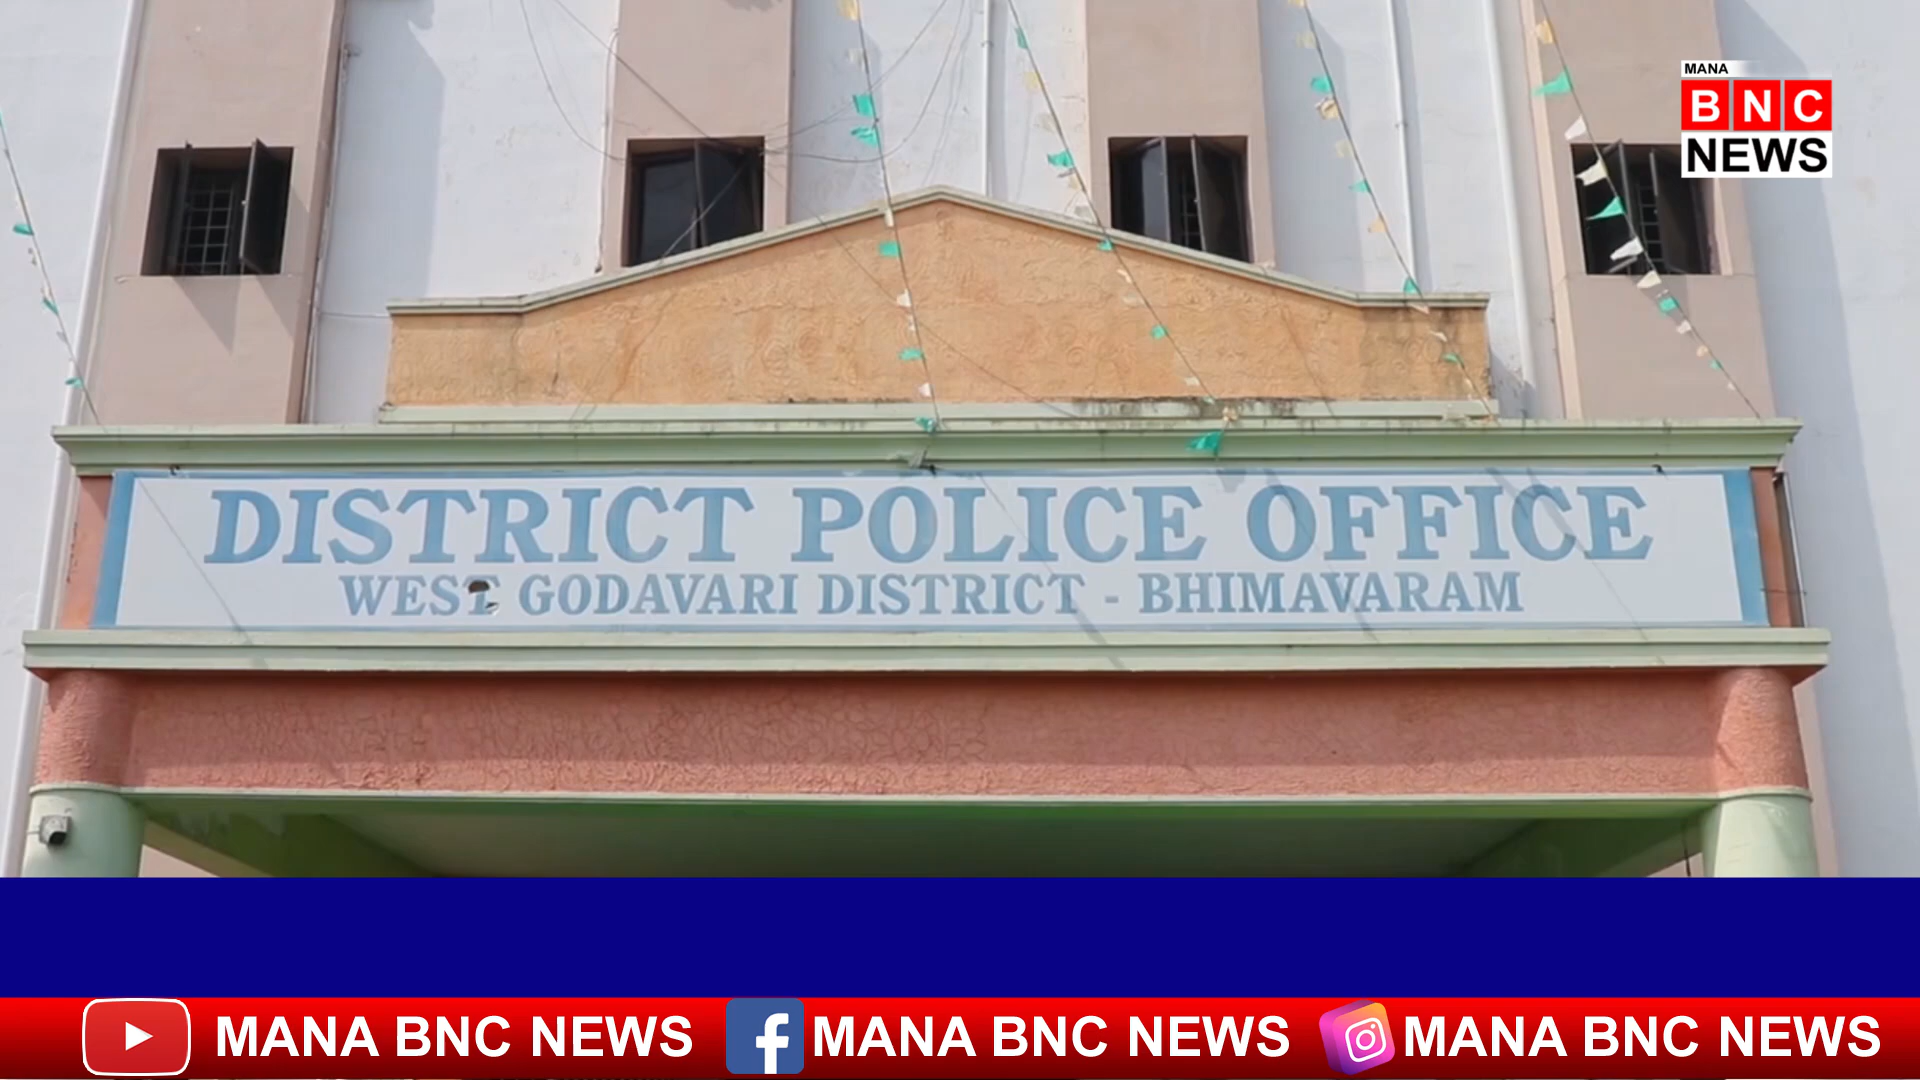 MANA
BNC
NEWS
DISTRICT POLICE OFFICE
WEST GODAVARI DISTRICT - BHIMAVARAM
MANA BNC NEWS MANA BNC NEWS MANA BNC NEWS